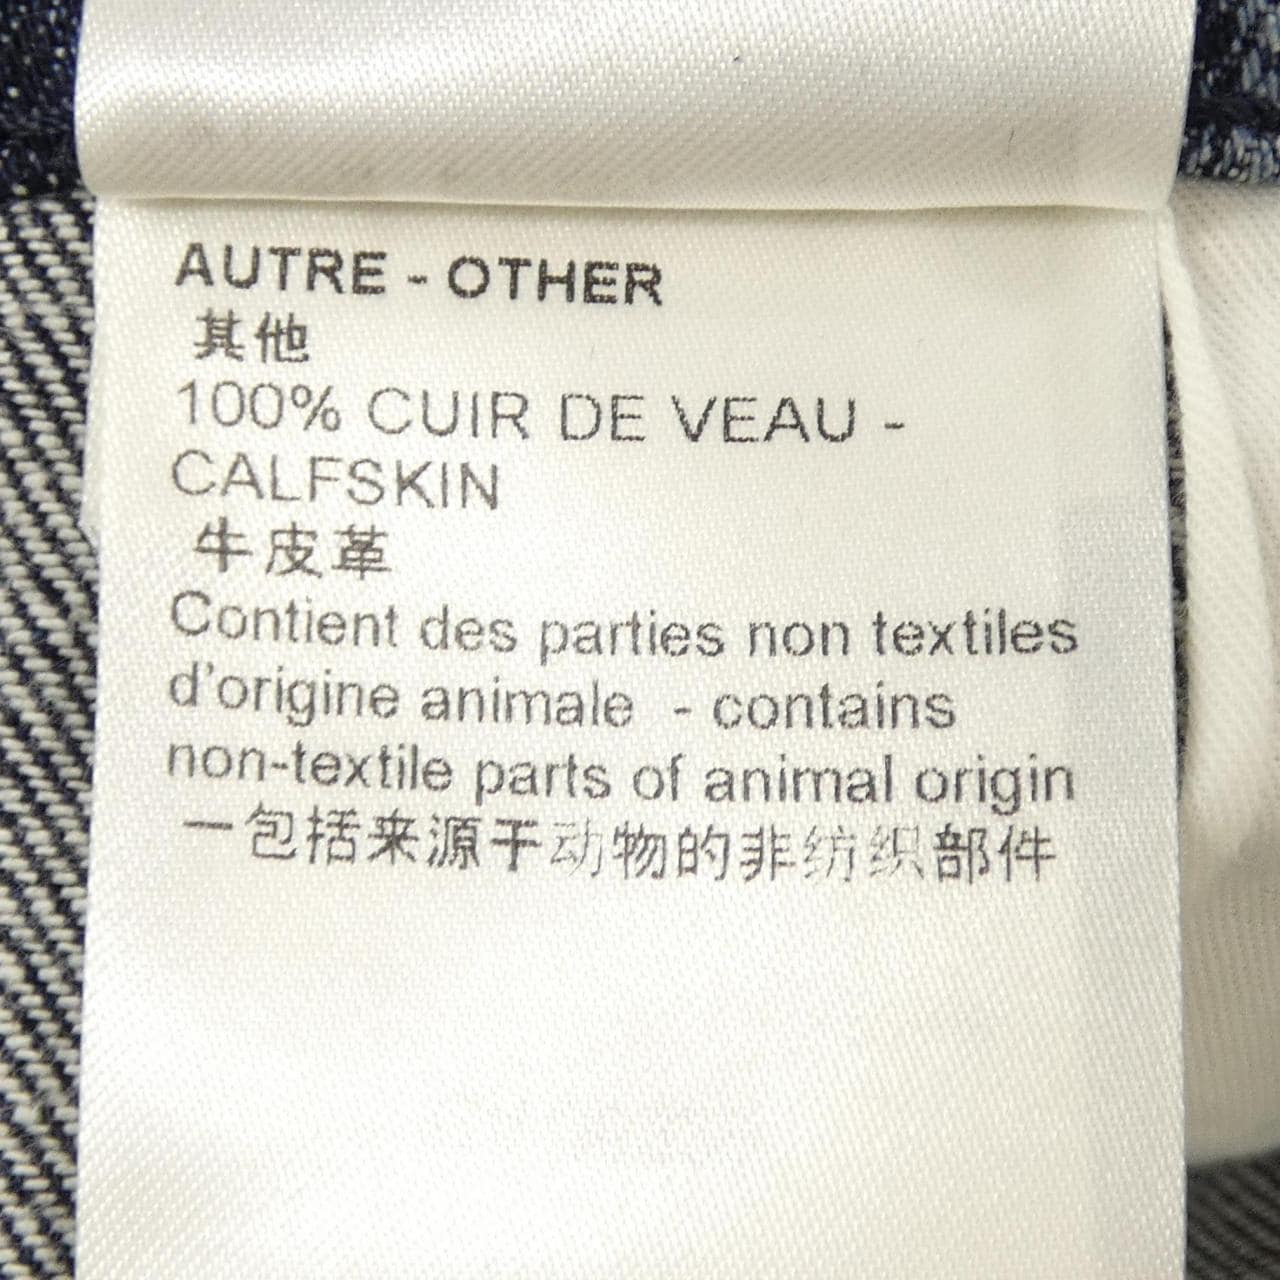 AUTRE - OTHER
其他
100% CUIR DE VEAU -
CALFSKIN
牛皮革
Contient des parties non textiles
d'origine animale - contains
non-textile parts of animal origin
一包括来源于动物的非纺织部件